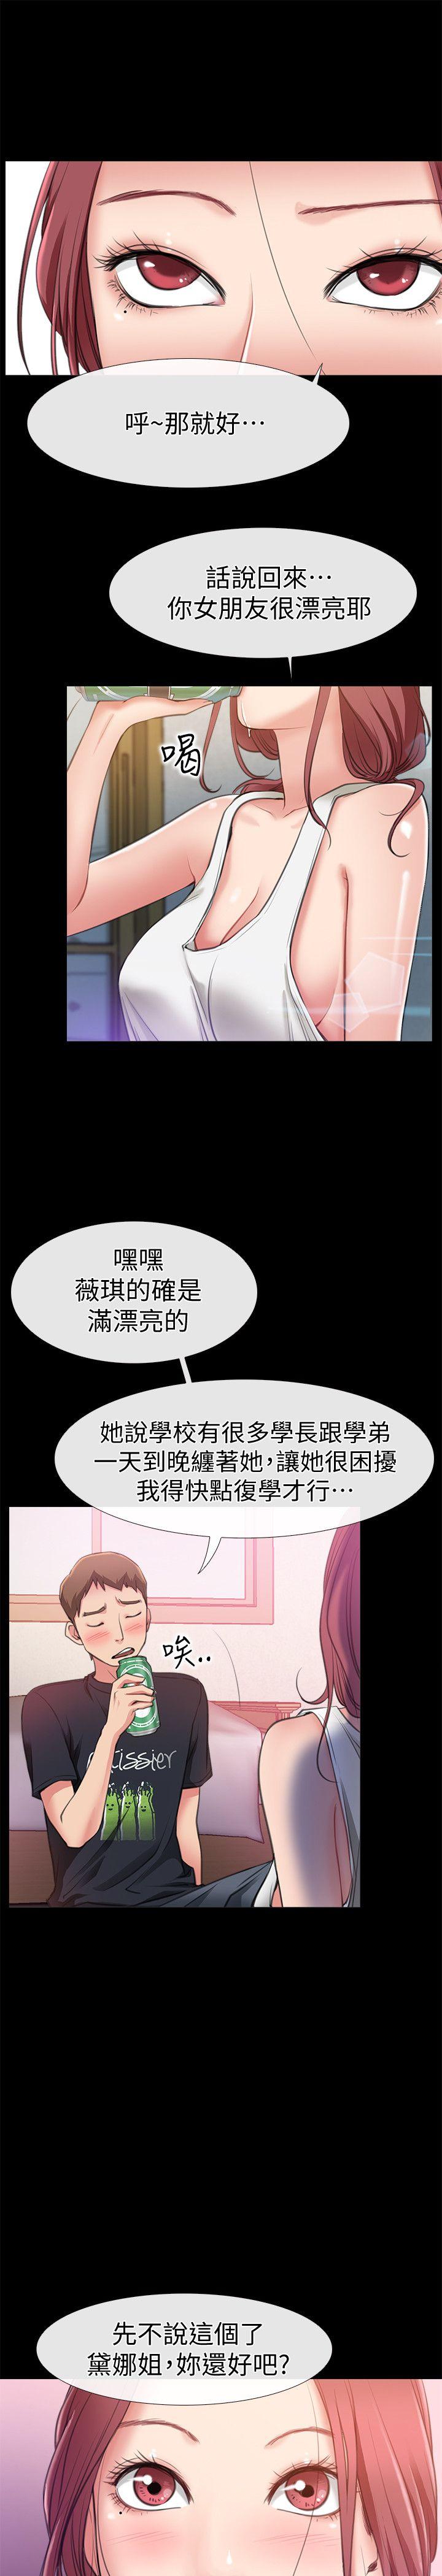 呼~那就好⋯
話說回來⋯
你女朋友很漂亮耶
喝
嘿嘿
薇琪的確是
滿漂亮的
她說學校有很多學長跟學弟
一天到晚纏著她,讓她很困擾
我得快點復學才行⋯
唉..
先不說這個了
黛娜姐,妳還好吧?